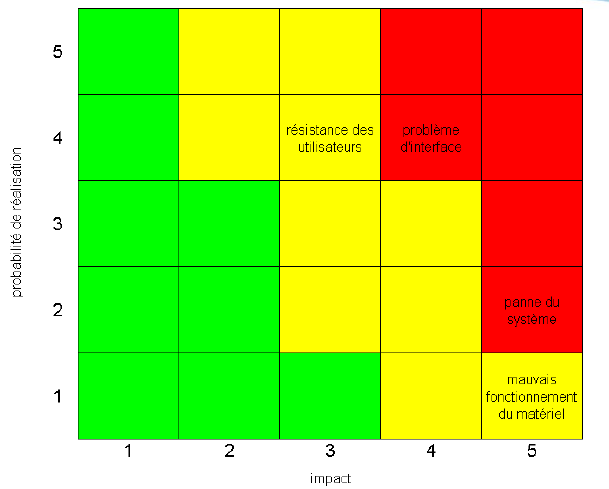 5
4
résistance des
utilisateurs
problème
d'interface
probabilité de réalisation
3
2
panne du
système
1
mauvais
fonctionnement
du matériel
1 2 3 4 5
impact